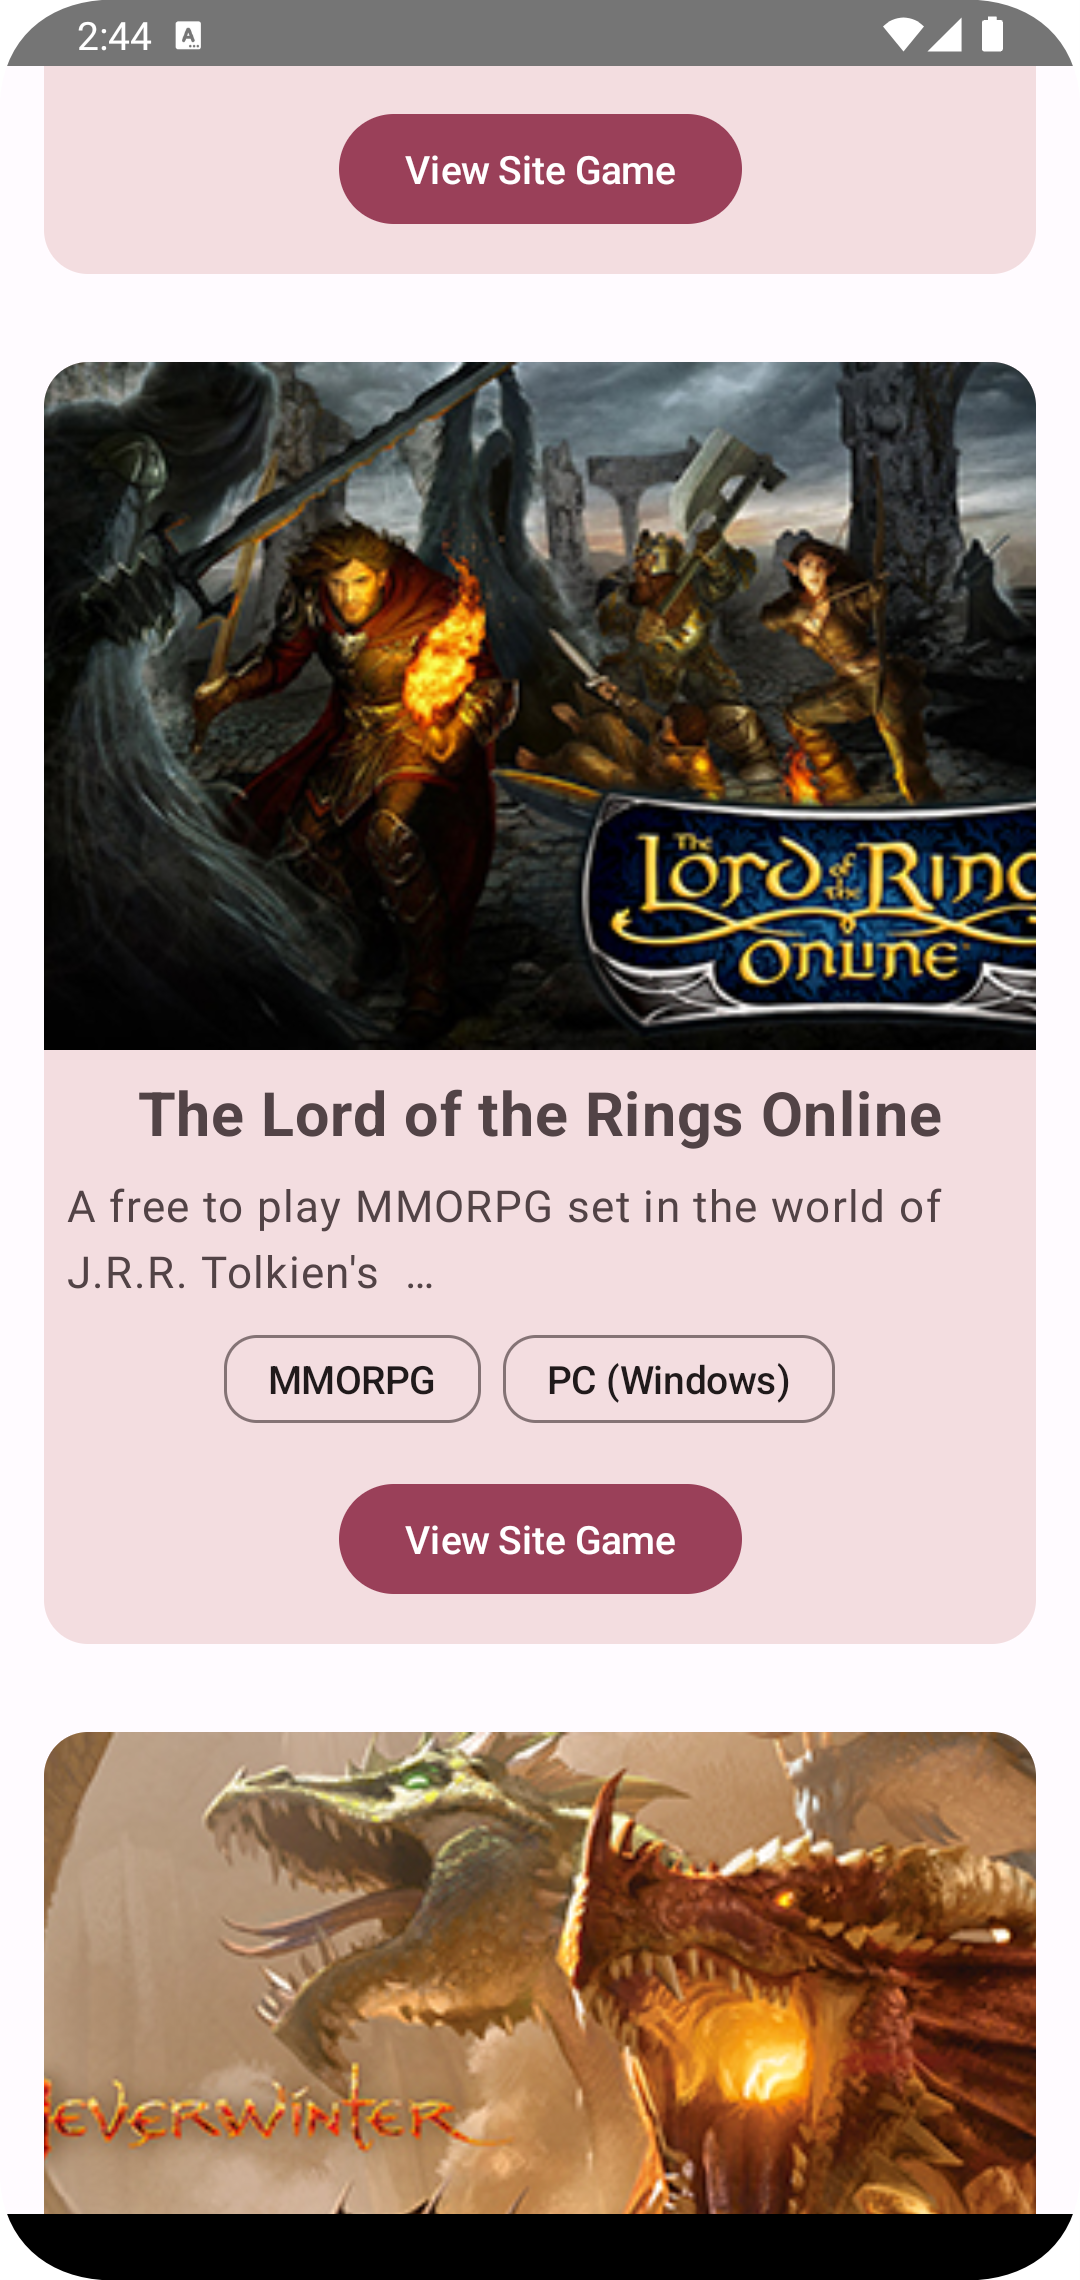 2:44
View Site Game
The
Lord of the Rin
Online
The Lord of the Rings Online
A free to play MMORPG set in the world of
J.R.R. Tolkien's …
MMORPG
PC (Windows)
View Site Game
everwinter